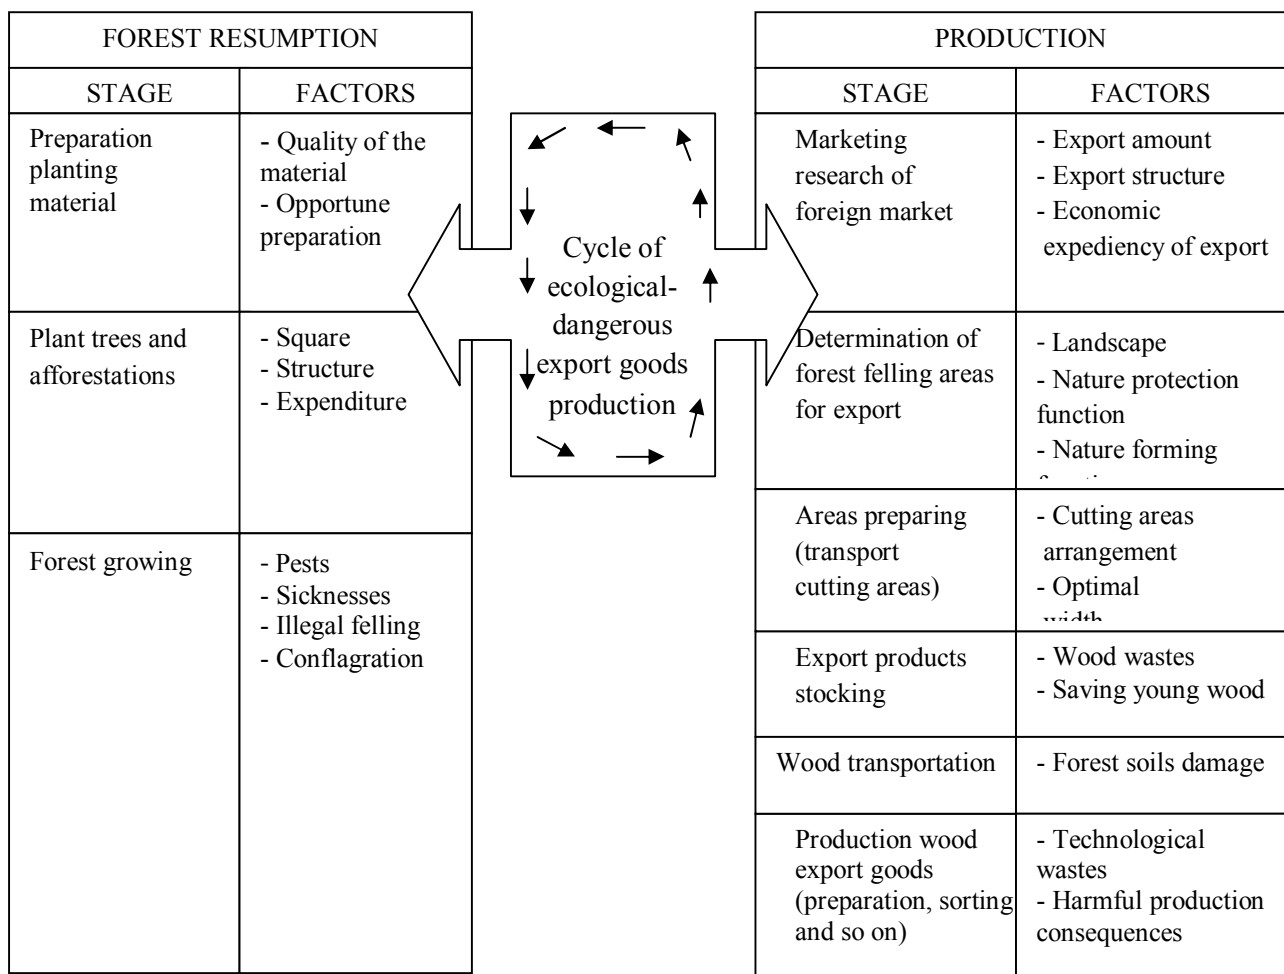 FOREST RESUMPTION
STAGE
FACTORS
Preparation
planting
material
- Quality of the
material
- Opportune
preparation
Plant trees and
afforestations
- Square
- Structure
- Expenditure
Forest growing
- Pests
- Sicknesses
- Illegal felling
- Conflagration
Cycle of
ecological-
dangerous
export goods
production
PRODUCTION
STAGE
FACTORS
Marketing
research of
foreign market
- Export amount
- Export structure
- Economic
expediency of export
Determination of
forest felling areas
for export
- Landscape
- Nature protection
function
- Nature forming
Areas preparing
(transport
cutting areas)
- Cutting areas
arrangement
- Optimal
width
Export products
stocking
- Wood wastes
- Saving young wood
Wood transportation
- Forest soils damage
Production wood
export goods
(preparation, sorting
and so on)
- Technological
wastes
- Harmful production
consequences